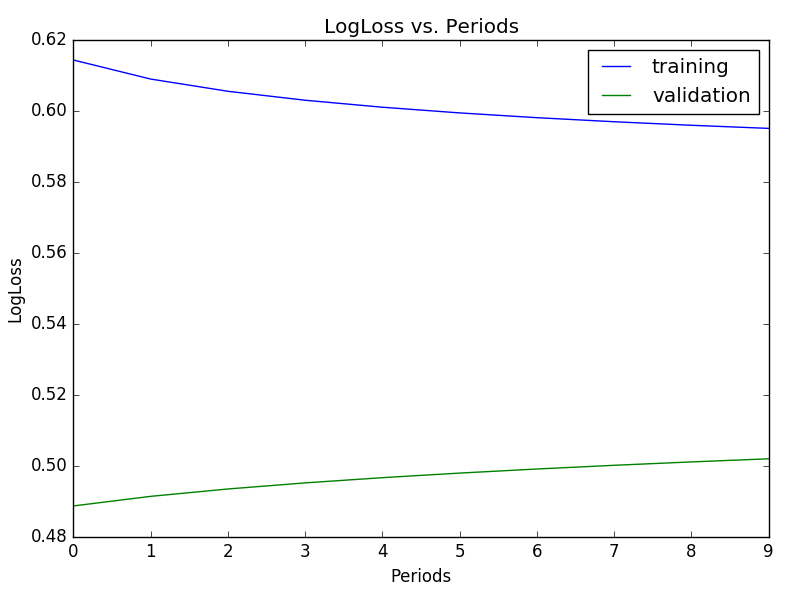 LogLoss vs. Periods
training
validation
LogLoss
0.62
0.60
0.58
0.56
0.54
0.52
0.50
0.48
0 1 2 3 4 5 6 7 8 9
Periods